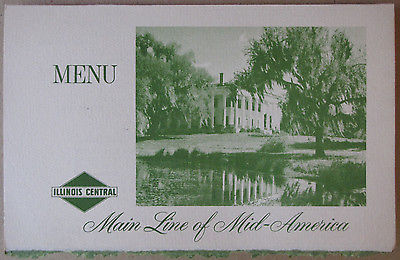 MENU
ILLINOIS CENTRAL
Main Line of Mid-America